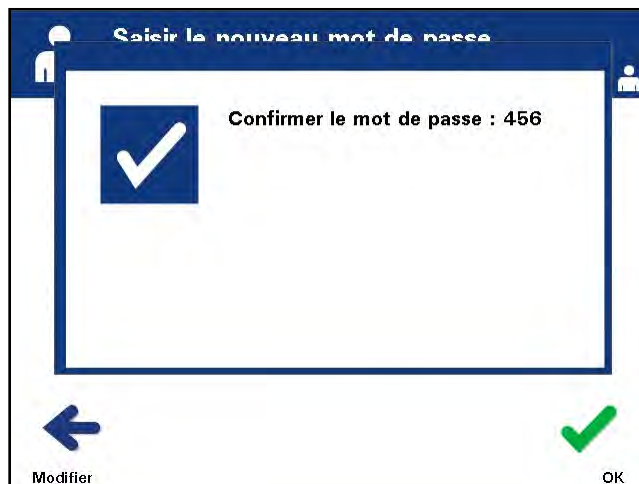 Saisir le nouveau mot de passe
Confirmer le mot de passe : 456
Modifier
OK